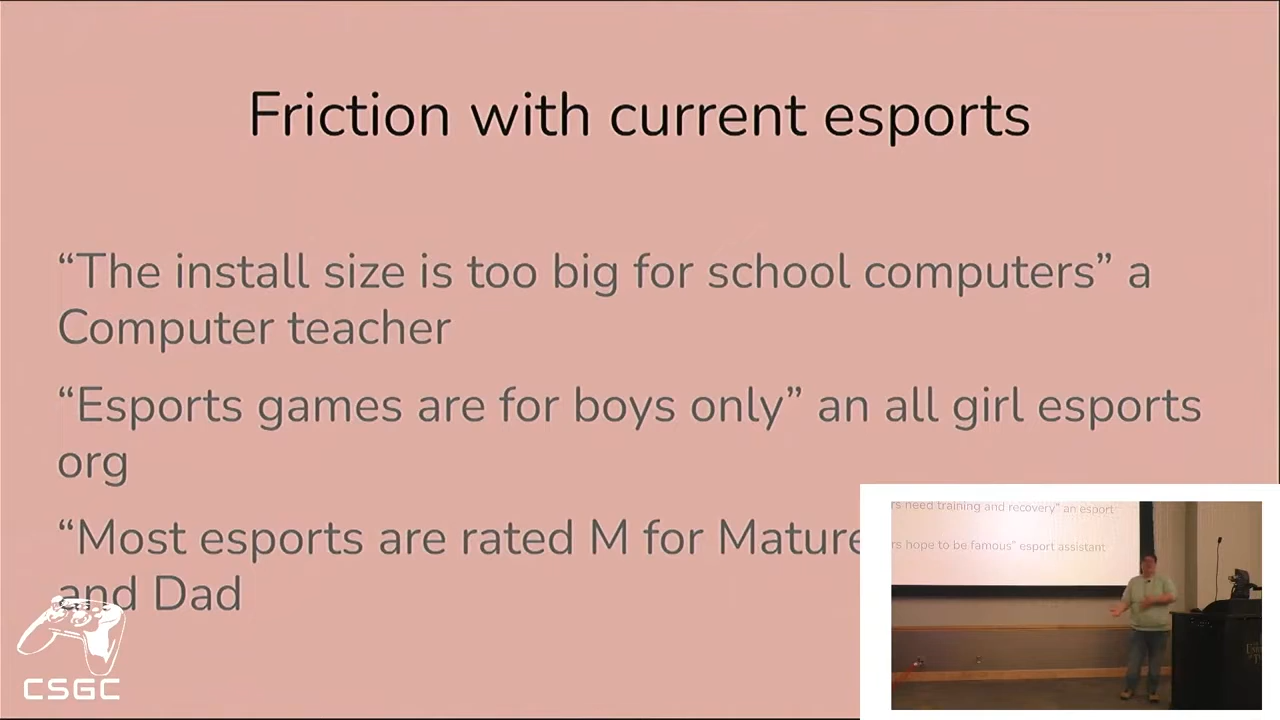 Friction with current esports
“The install size is too big for school computers” a
Computer teacher
“Esports games are for boys only” an all girl esports
org
“Most esports are rated M for Mature
and Dad
CSGC
need training and recovery” an esport
hope to be famous” esport assistant